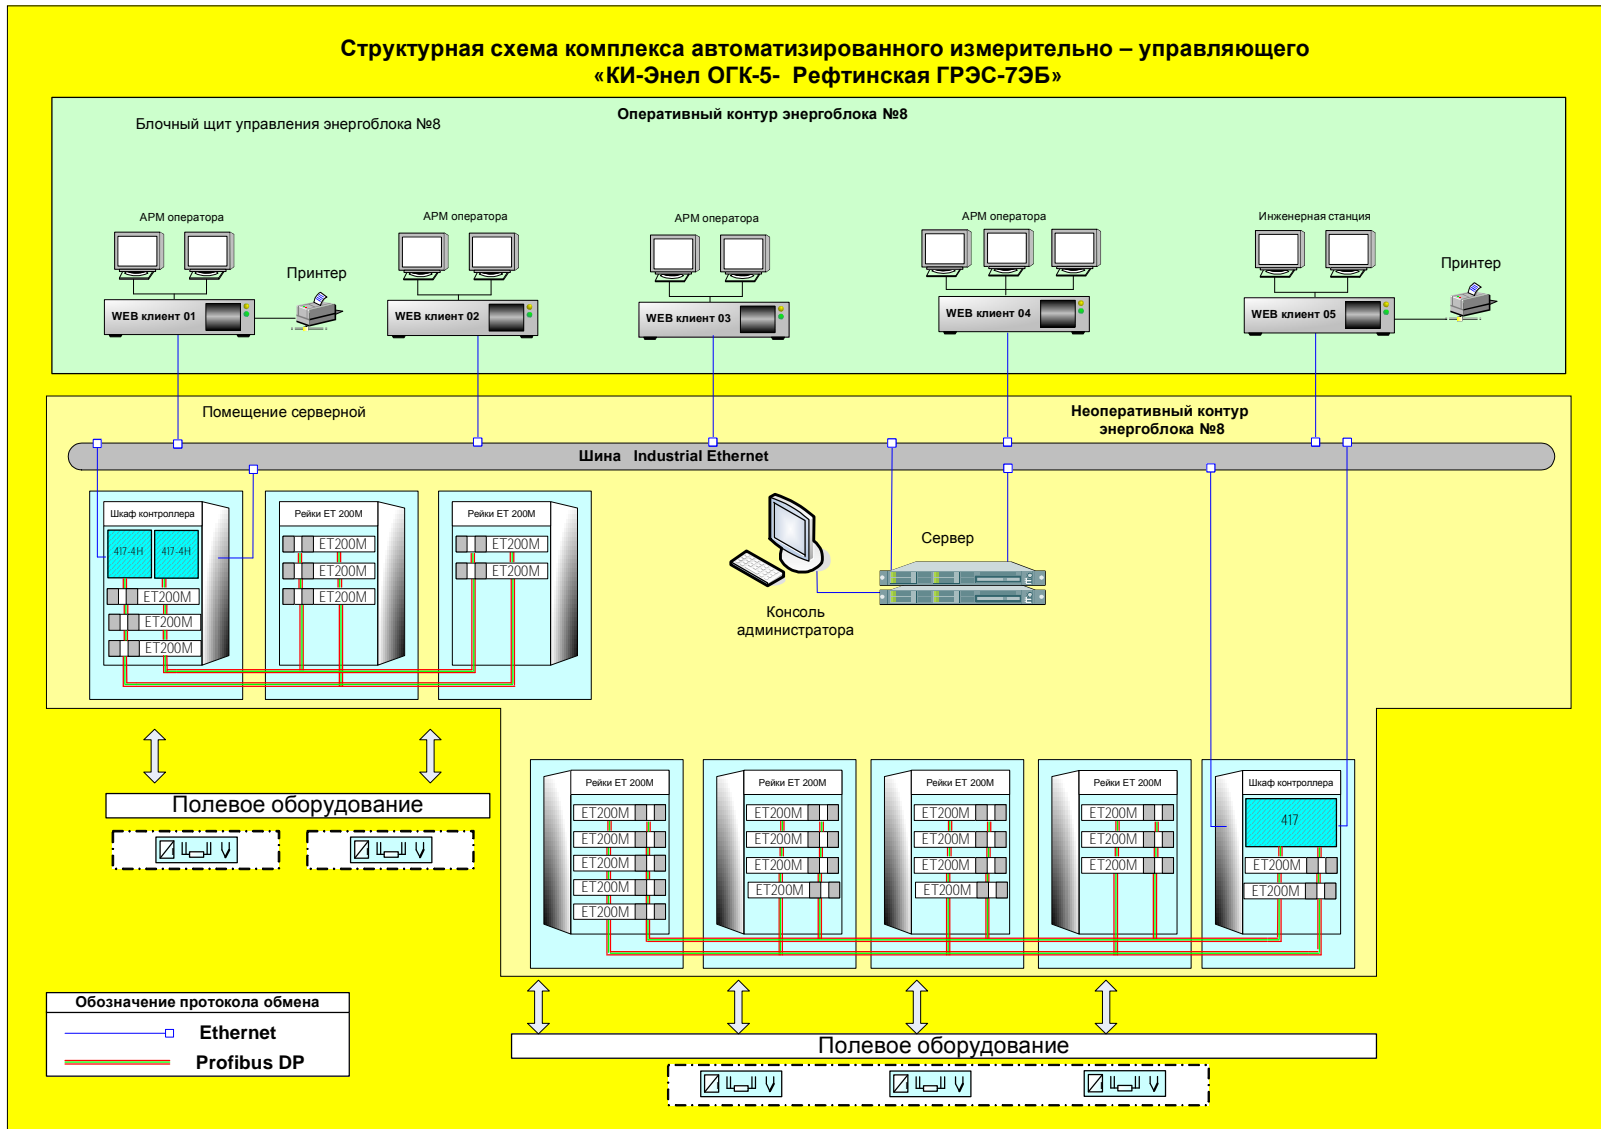 Структурная схема комплекса автоматизированного измерительно – управляющего
«КИ-Энел ОГК-5- Рефтинская ГРЭС-7ЭБ»
Оперативный контур энергоблока №8
Блочный щит управления энергоблока №8
АРМ оператора
АРМ оператора
АРМ оператора
АРМ оператора
Инженерная станция
Принтер
Принтер
WEB клиент 01
WEB клиент 02
WEB клиент 03
WEB клиент 04
WEB клиент 05
Помещение серверной
Неоперативный контур
энергоблока №8
Шина Industrial Ethernet
Шкаф контроллера
417-4H
417-4H
ET200M
ET200M
ET200M
Рейки ET 200M
ET200M
ET200M
ET200M
Рейки ET 200M
ET200M
ET200M
Сервер
Консоль
администратора
Полевое оборудование
Рейки ET 200M
ET200M
ET200M
ET200M
ET200M
ET200M
Рейки ET 200M
ET200M
ET200M
ET200M
ET200M
Рейки ET 200M
ET200M
ET200M
ET200M
ET200M
Рейки ET 200M
ET200M
ET200M
ET200M
Шкаф контроллера
417
ET200M
ET200M
Обозначение протокола обмена
Ethernet
Profibus DP
Полевое оборудование